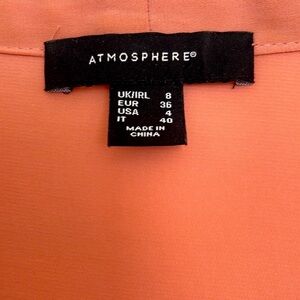 ATMOSPHERE®
UK/IRL 8
EUR 36
USA 4
IT 40
MADE IN
CHINA